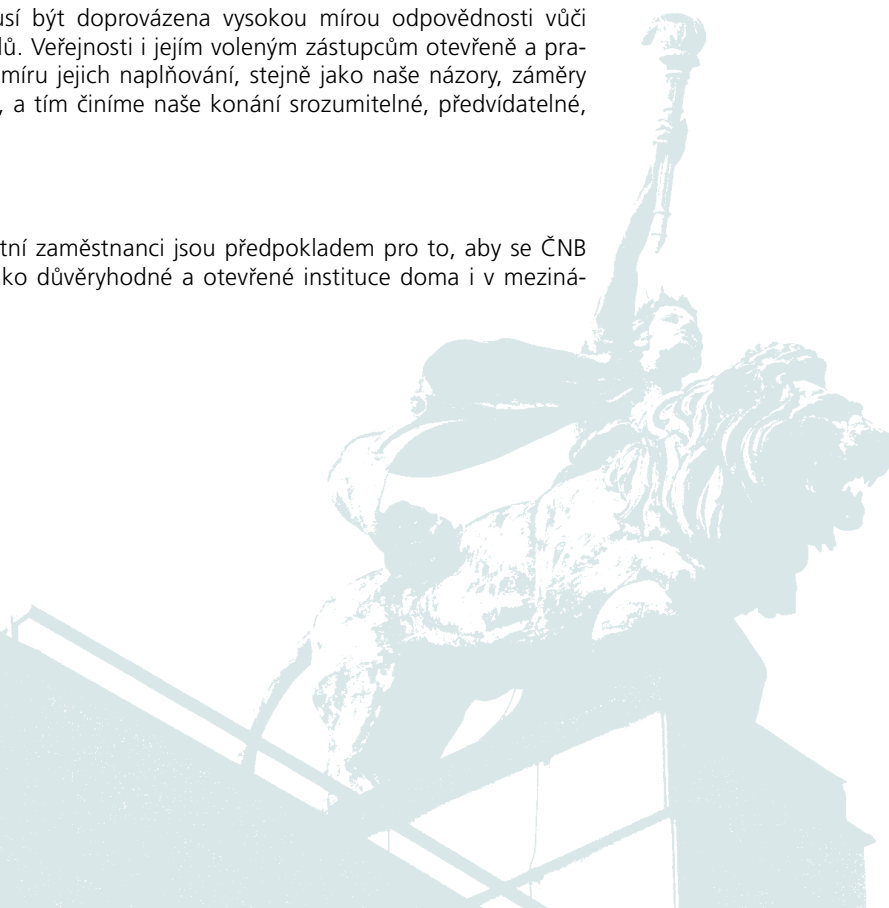 usí být doprovázena vysokou mírou odpovědnosti vůči
lů. Veřejnosti i jejím voleným zástupcům otevřeně a pra-
míru jejich naplňování, stejně jako naše názory, záměry
, a tím činíme naše konání srozumitelné, předvídatelné,
tní zaměstnanci jsou předpokladem pro to, aby se ČNB
ko důvěryhodné a otevřené instituce doma i v meziná-